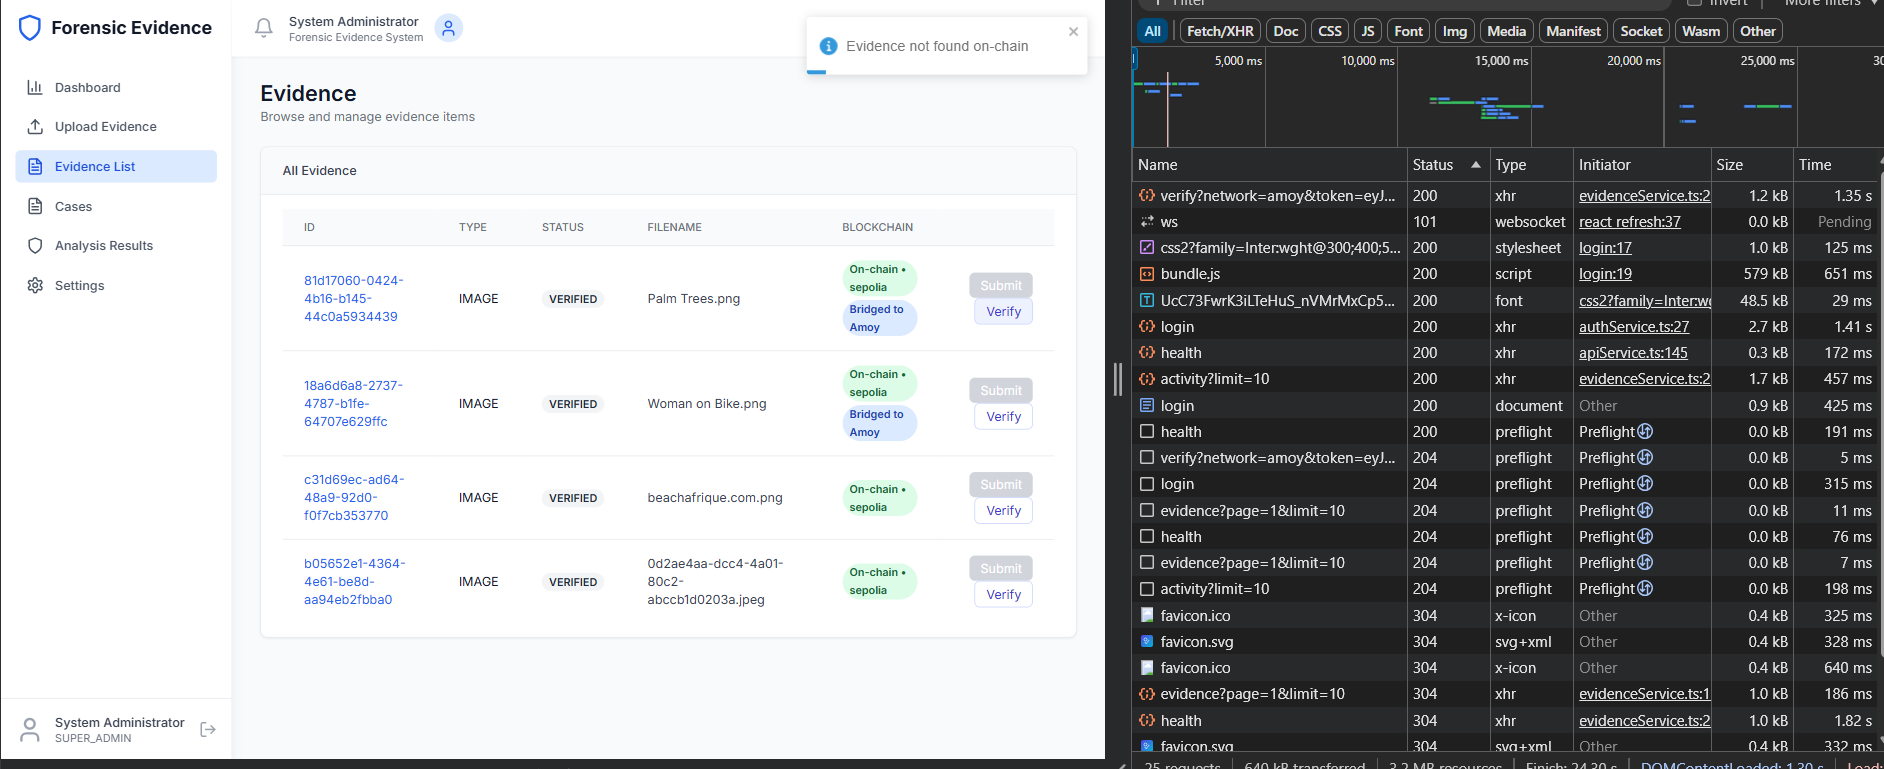 Forensic Evidence
System Administrator
Forensic Evidence System
Evidence not found on-chain
Dashboard
Upload Evidence
Evidence List
Cases
Analysis Results
Settings
System Administrator
SUPER_ADMIN
Evidence
Browse and manage evidence items
All Evidence
ID TYPE STATUS FILENAME BLOCKCHAIN
81d17060-0424-
4b16-b145-
44c0a5934439
IMAGE
VERIFIED
Palm Trees.png
On-chain •
sepolia
Bridged to
Amoy
Submit
Verify
18a6d6a8-2737-
4787-b1fe-
64707e629ffc
IMAGE
VERIFIED
Woman on Bike.png
On-chain •
sepolia
Bridged to
Amoy
Submit
Verify
c31d69ec-ad64-
48a9-92d0-
f0f7cb353770
IMAGE
VERIFIED
beachafrique.com.png
On-chain •
sepolia
Submit
Verify
b05652e1-4364-
4e61-be8d-
aa94eb2fbba0
IMAGE
VERIFIED
0d2ae4aa-dcc4-4a01-
80c2-
abccb1d0203a.jpeg
On-chain •
sepolia
Submit
Verify
Filter Invert More filters
All Fetch/XHR Doc CSS JS Font Img Media Manifest Socket Wasm Other
5,000 ms 10,000 ms 15,000 ms 20,000 ms 25,000 ms 30
Name Status Type Initiator Size Time
verify?network=amoy&token=eyJ... 200 xhr evidenceService.ts:2 1.2 kB 1.35 s
ws 101 websocket react refresh:37 0.0 kB Pending
css2?family=Inter:wght@300;400;5... 200 stylesheet login:17 1.0 kB 125 ms
bundle.js 200 script login:19 579 kB 651 ms
UcC73FwrK3iLTeHuS_nVMrMxCp5... 200 font css2?family=Inter:w 48.5 kB 29 ms
login 200 xhr authService.ts:27 2.7 kB 1.41 s
health 200 xhr apiService.ts:145 0.3 kB 172 ms
activity?limit=10 200 xhr evidenceService.ts:2 1.7 kB 457 ms
login 200 document Other 0.9 kB 425 ms
health 200 preflight Preflight 0.0 kB 191 ms
verify?network=amoy&token=eyJ... 204 preflight Preflight 0.0 kB 5 ms
login 204 preflight Preflight 0.0 kB 315 ms
evidence?page=1&limit=10 204 preflight Preflight 0.0 kB 11 ms
health 204 preflight Preflight 0.0 kB 76 ms
evidence?page=1&limit=10 204 preflight Preflight 0.0 kB 7 ms
activity?limit=10 204 preflight Preflight 0.0 kB 198 ms
favicon.ico 304 x-icon Other 0.4 kB 325 ms
favicon.svg 304 svg+xml Other 0.4 kB 328 ms
favicon.ico 304 x-icon Other 0.4 kB 640 ms
evidence?page=1&limit=10 304 xhr evidenceService.ts:1 1.0 kB 186 ms
health 304 xhr evidenceService.ts:2 1.0 kB 1.82 s
favicon.svg 304 svg+xml Other 0.4 kB 332 ms
25 requests 640 kB transferred 3.2 MB resources Finish: 24.30 s DOMContentLoaded: 1.30 s Load: